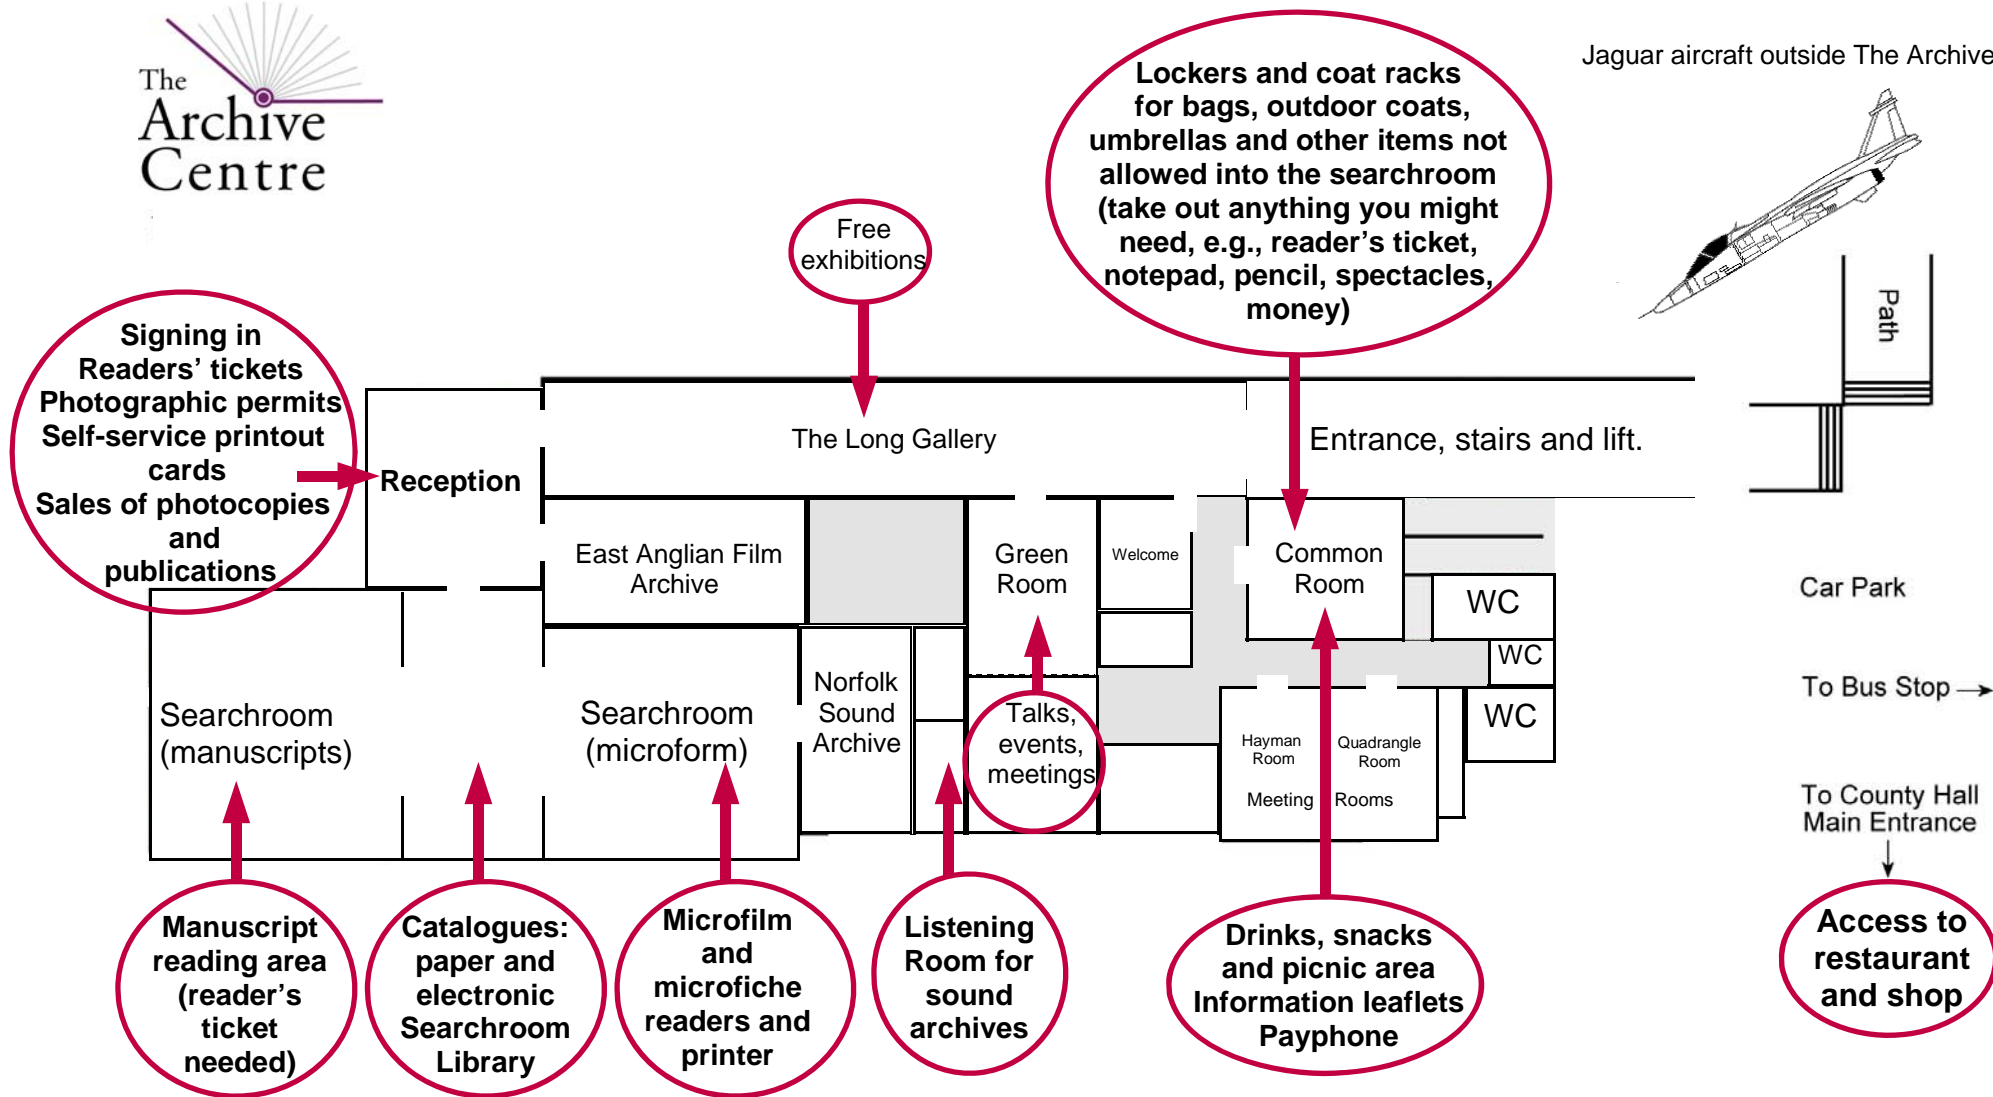 The
Archive
Centre
Jaguar aircraft outside The Archive
Lockers and coat racks
for bags, outdoor coats,
umbrellas and other items not
allowed into the searchroom
(take out anything you might
need, e.g., reader’s ticket,
notepad, pencil, spectacles,
money)
Free
exhibitions
Path
Signing in
Readers’ tickets
Photographic permits
Self-service printout
cards
Sales of photocopies
and
publications
Reception
The Long Gallery
Entrance, stairs and lift.
East Anglian Film
Archive
Green
Room
Welcome
Common
Room
WC
WC
WC
Car Park
To Bus Stop →
To County Hall
Main Entrance
Searchroom
(manuscripts)
Searchroom
(microform)
Norfolk
Sound
Archive
Talks,
events,
meetings
Hayman
Room
Quadrangle
Room
Meeting Rooms
Manuscript
reading area
(reader’s
ticket
needed)
Catalogues:
paper and
electronic
Searchroom
Library
Microfilm
and
microfiche
readers and
printer
Listening
Room for
sound
archives
Drinks, snacks
and picnic area
Information leaflets
Payphone
Access to
restaurant
and shop